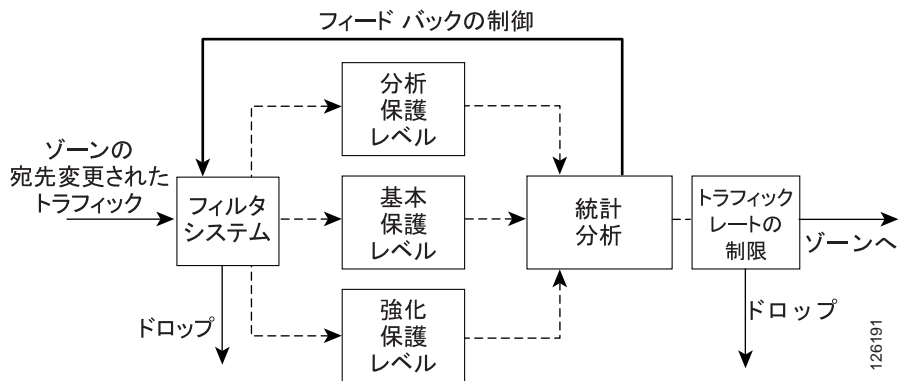 フィード バックの制御
分析
保護
レベル
ゾーンの
宛先変更された
トラフィック
フィルタ
システム
基本
保護
レベル
統計
分析
トラフィック
レートの
制限
ゾーンへ
強化
保護
レベル
ドロップ
ドロップ
126191